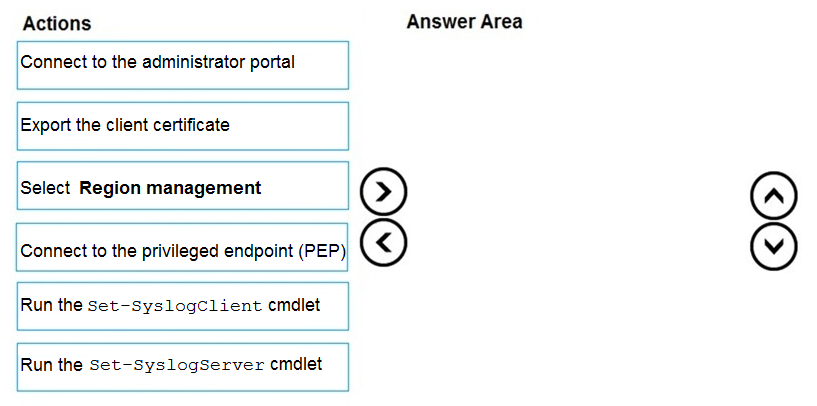 Actions
Answer Area
Connect to the administrator portal
Export the client certificate
Select Region management
Connect to the privileged endpoint (PEP)
Run the Set-SyslogClient cmdlet
Run the Set-SyslogServer cmdlet